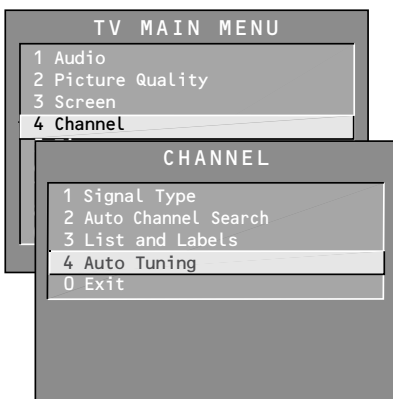 TV MAIN MENU
1 Audio
2 Picture Quality
3 Screen
4 Channel
CHANNEL
1 Signal Type
2 Auto Channel Search
3 List and Labels
4 Auto Tuning
0 Exit